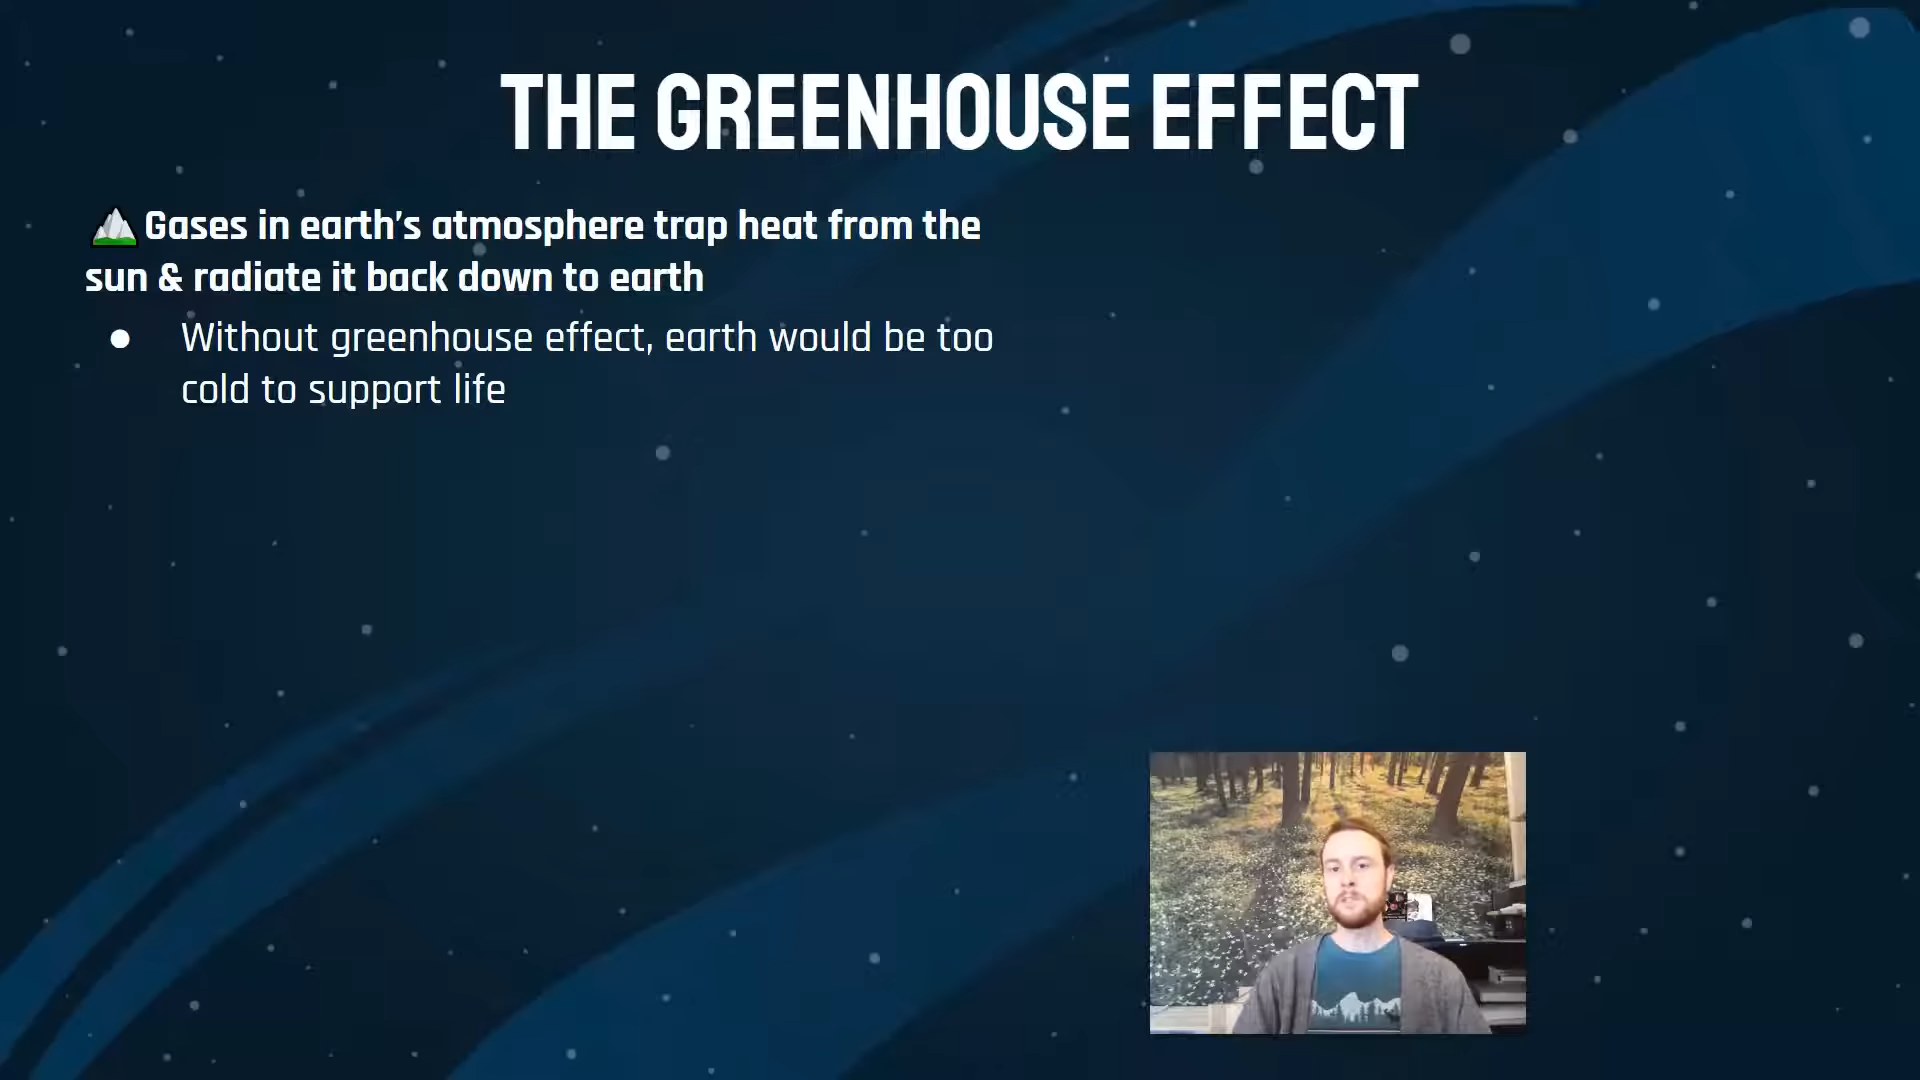 THE GREENHOUSE EFFECT
Gases in earth's atmosphere trap heat from the
sun & radiate it back down to earth
● Without greenhouse effect, earth would be too
cold to support life